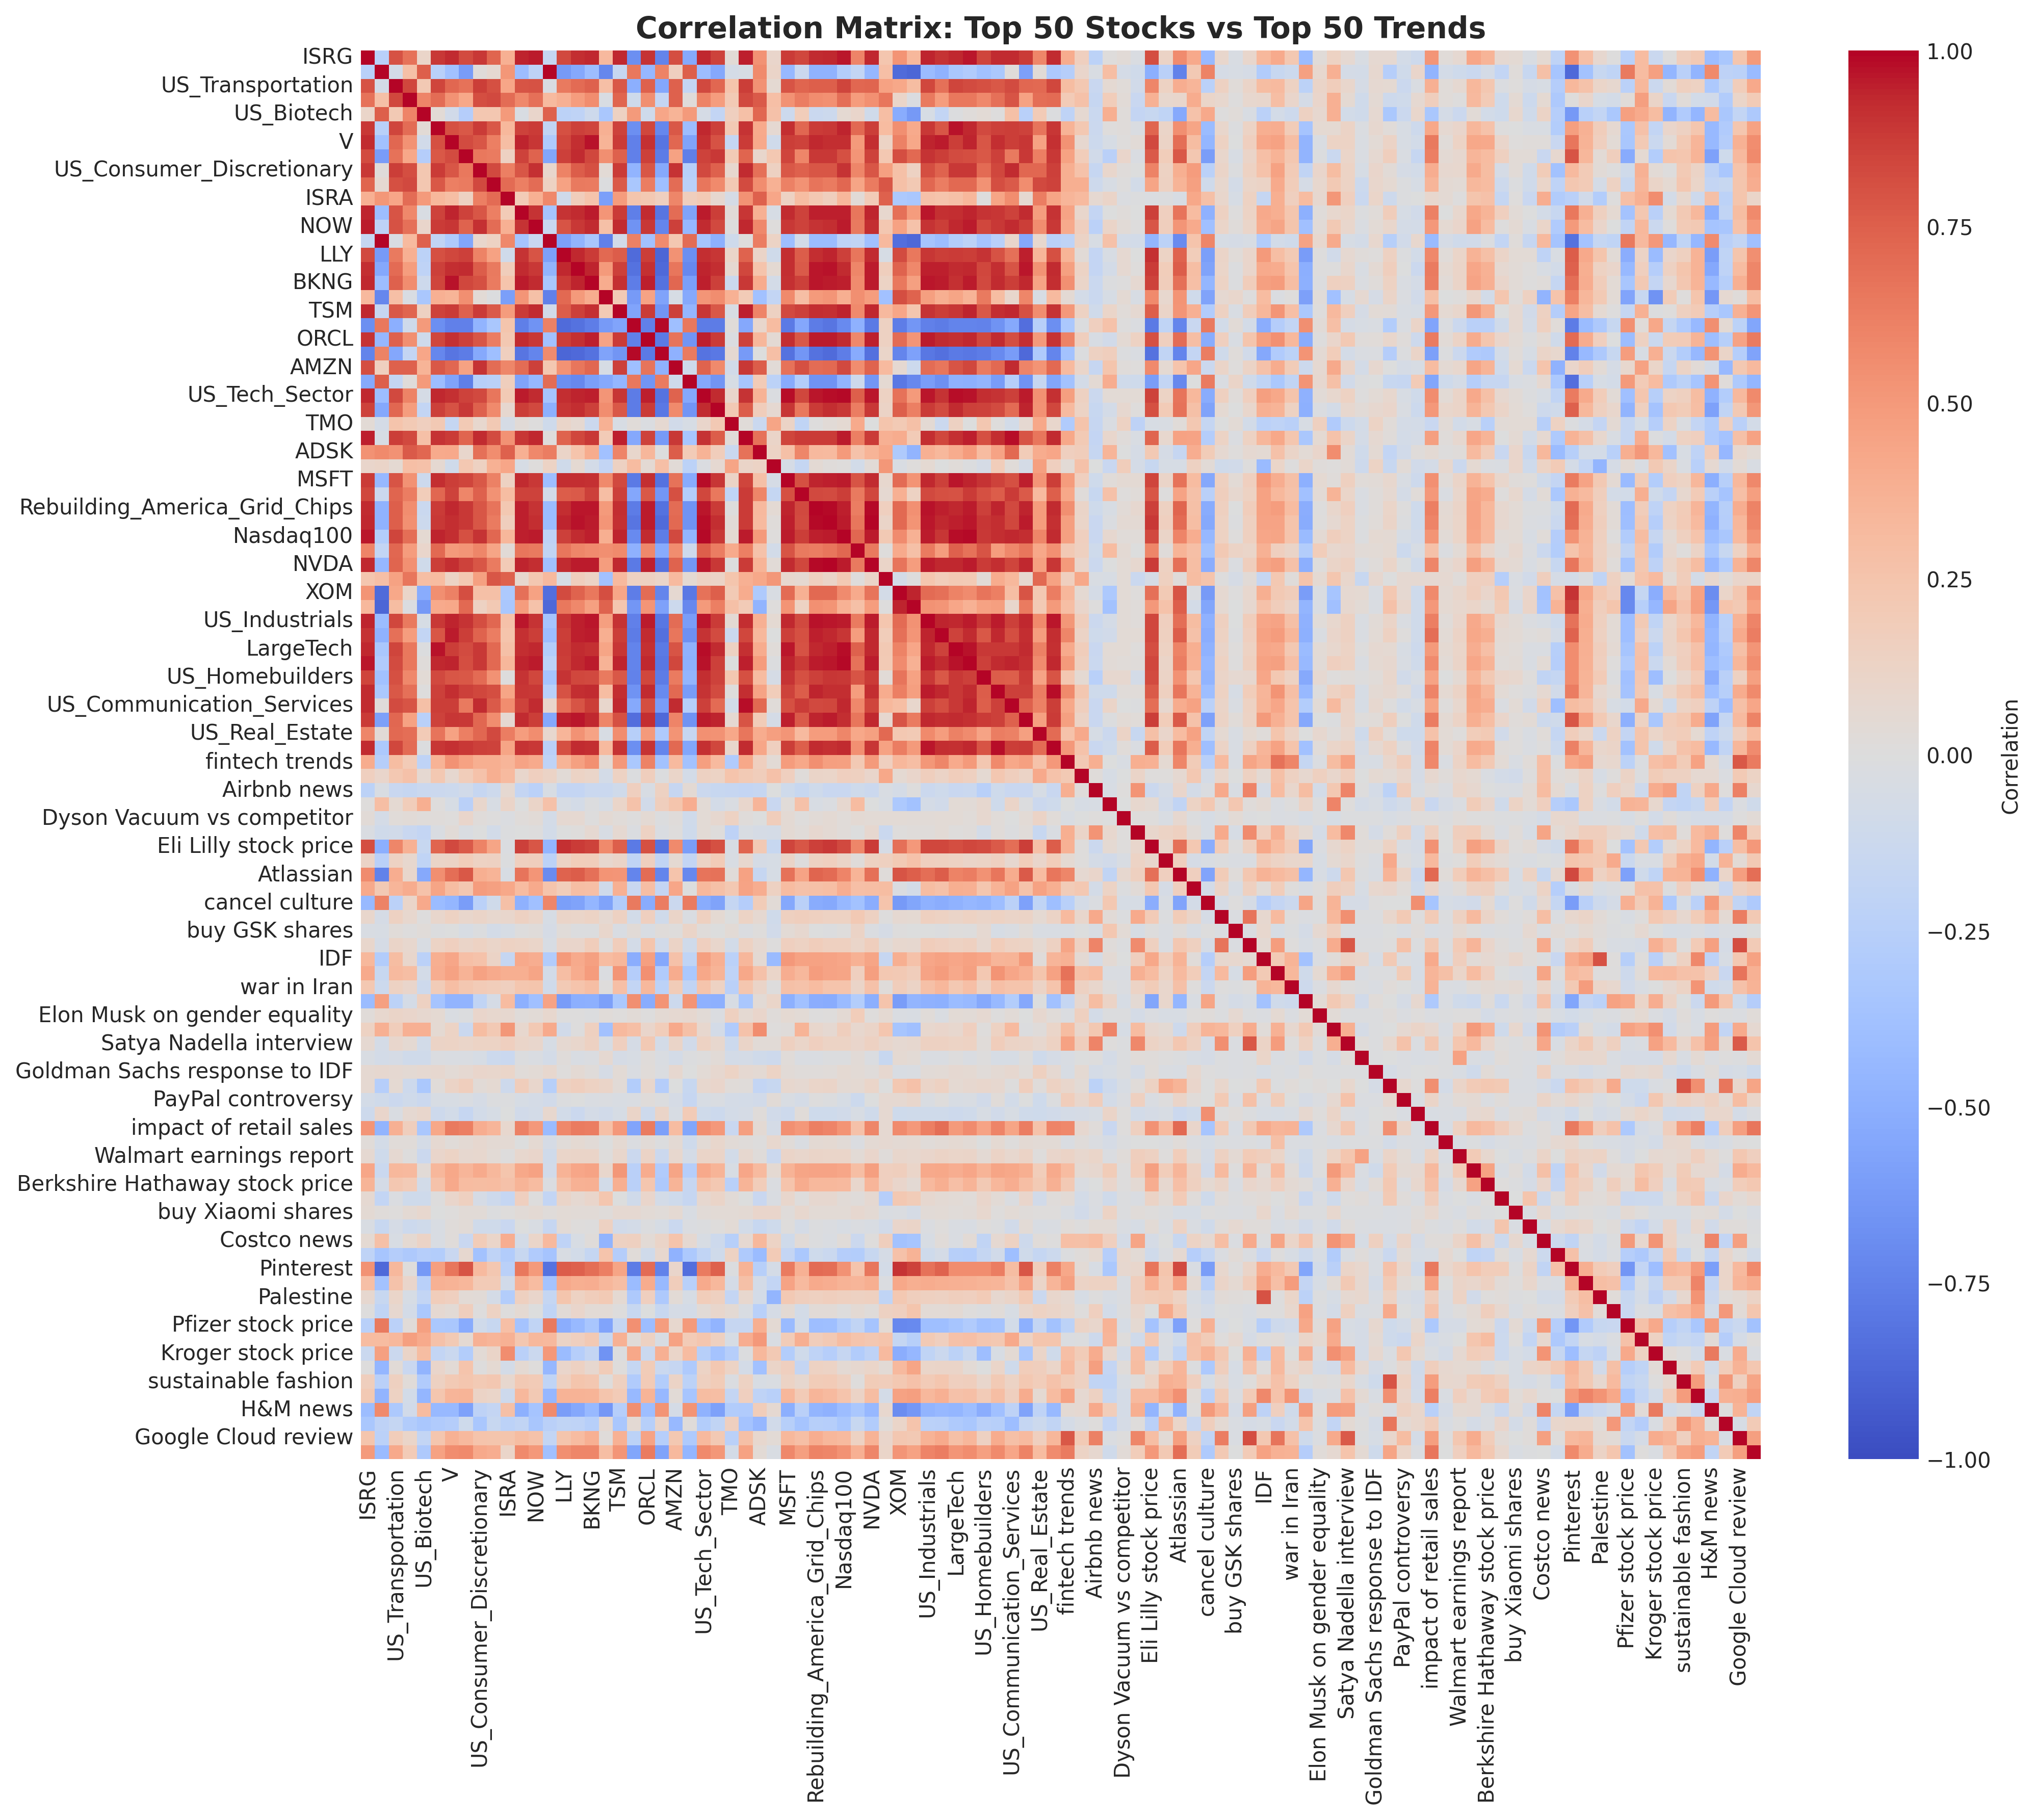 Correlation Matrix: Top 50 Stocks vs Top 50 Trends
ISRG
US_Transportation
US_Biotech
V
US_Consumer_Discretionary
ISRA
NOW
LLY
BKNG
TSM
ORCL
AMZN
US_Tech_Sector
TMO
ADSK
MSFT
Rebuilding_America_Grid_Chips
Nasdaq100
NVDA
XOM
US_Industrials
LargeTech
US_Homebuilders
US_Communication_Services
US_Real_Estate
fintech trends
Airbnb news
Dyson Vacuum vs competitor
Eli Lilly stock price
Atlassian
cancel culture
buy GSK shares
IDF
war in Iran
Elon Musk on gender equality
Satya Nadella interview
Goldman Sachs response to IDF
PayPal controversy
impact of retail sales
Walmart earnings report
Berkshire Hathaway stock price
buy Xiaomi shares
Costco news
Pinterest
Palestine
Pfizer stock price
Kroger stock price
sustainable fashion
H&M news
Google Cloud review
ISRG
US_Transportation
US_Biotech
V
US_Consumer_Discretionary
ISRA
NOW
LLY
BKNG
TSM
ORCL
AMZN
US_Tech_Sector
TMO
ADSK
MSFT
Rebuilding_America_Grid_Chips
Nasdaq100
NVDA
XOM
US_Industrials
LargeTech
US_Homebuilders
US_Communication_Services
US_Real_Estate
fintech trends
Airbnb news
Dyson Vacuum vs competitor
Eli Lilly stock price
Atlassian
cancel culture
buy GSK shares
IDF
war in Iran
Elon Musk on gender equality
Satya Nadella interview
Goldman Sachs response to IDF
PayPal controversy
impact of retail sales
Walmart earnings report
Berkshire Hathaway stock price
buy Xiaomi shares
Costco news
Pinterest
Palestine
Pfizer stock price
Kroger stock price
sustainable fashion
H&M news
Google Cloud review
1.00
0.75
0.50
0.25
0.00
−0.25
−0.50
−0.75
−1.00
Correlation